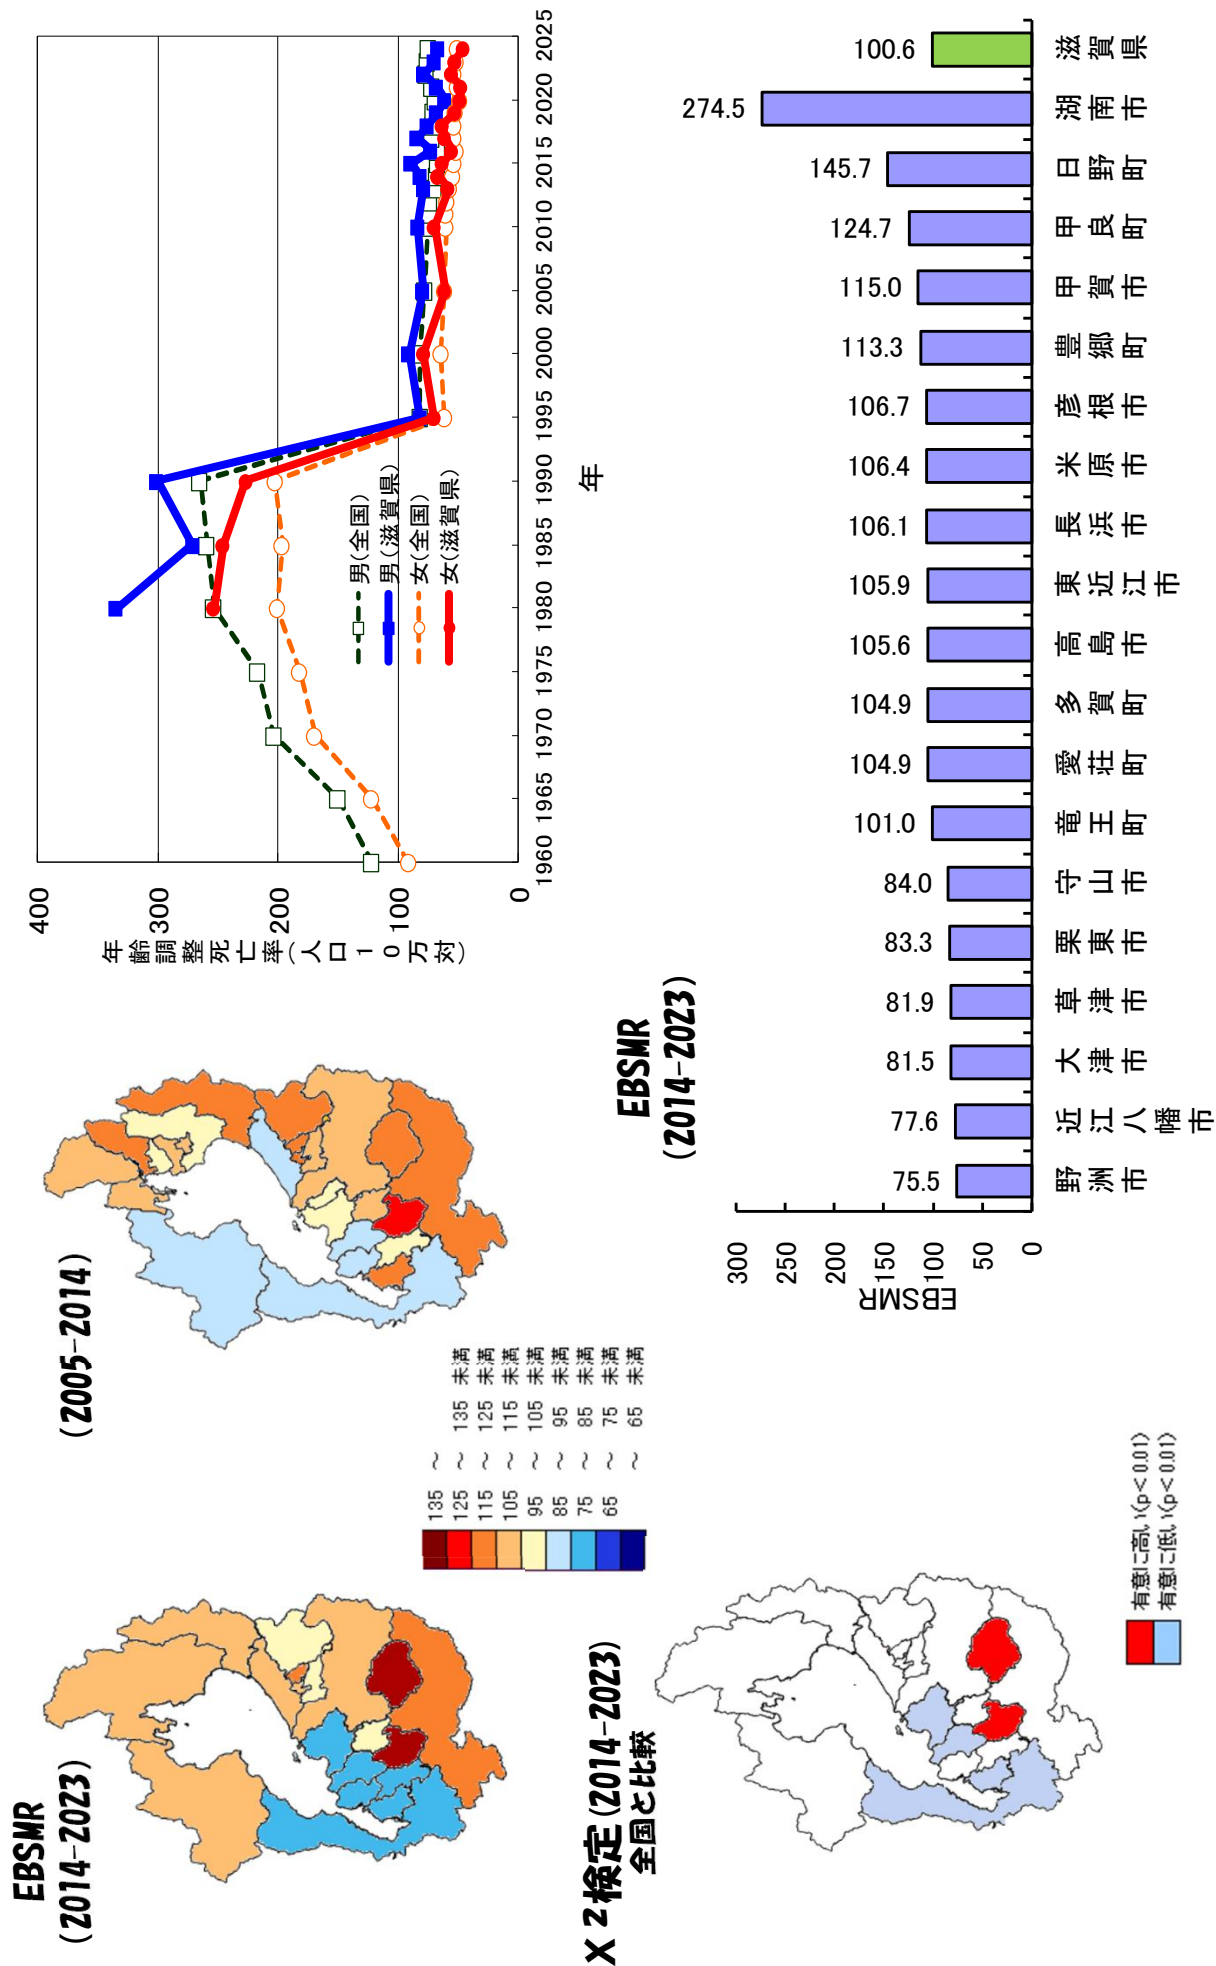 EBSMR
(2014-2023)
(2005-2014)
135 ～
125 ～ 135 未満
115 ～ 125 未満
105 ～ 115 未満
95 ～ 105 未満
85 ～ 95 未満
75 ～ 85 未満
65 ～ 75 未満
～ 65 未満
年齢調整死亡率(人口10万対)
400
300
200
100
0
1960 1965 1970 1975 1980 1985 1990 1995 2000 2005 2010 2015 2020 2025
年
男(全国)
男(滋賀県)
女(全国)
女(滋賀県)
X²検定(2014-2023)
全国と比較
有意に高い(p<0.01)
有意に低い(p<0.01)
EBSMR
(2014-2023)
EBSMR
300
250
200
150
100
50
0
75.5
77.6
81.5
81.9
83.3
84.0
101.0
104.9
104.9
105.6
105.9
106.1
106.4
106.7
113.3
115.0
124.7
145.7
274.5
100.6
野洲市
近江八幡市
大津市
草津市
栗東市
守山市
竜王町
愛荘町
多賀町
高島市
東近江市
長浜市
米原市
彦根市
豊郷町
甲賀市
甲良町
日野町
湖南市
滋賀県